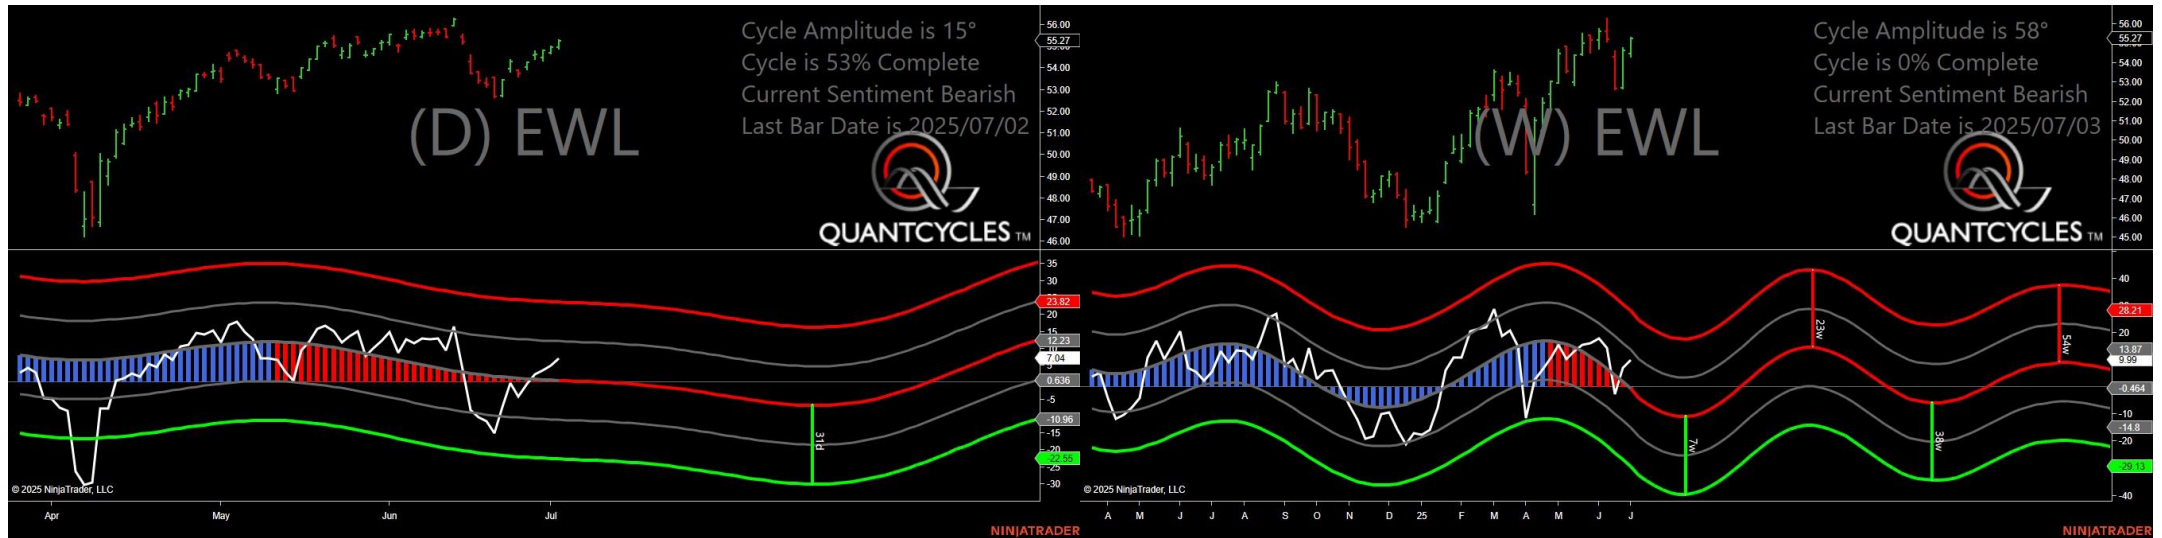 Cycle Amplitude is 15°
Cycle is 53% Complete
Current Sentiment Bearish
Last Bar Date is 2025/07/02
(D) EWL
QUANTCYCLES TM
56.00
55.27
54.00
53.00
52.00
51.00
50.00
49.00
48.00
47.00
46.00
35
30
23.82
20
15
12.23
7.04
5
0.636
-5
-10.96
-15
-22.55
-25
-30
31d
© 2025 NinjaTrader, LLC
Apr
May
Jun
Jul
NINJATRADER
Cycle Amplitude is 58°
Cycle is 0% Complete
Current Sentiment Bearish
Last Bar Date is 2025/07/03
(W) EWL
QUANTCYCLES TM
56.00
55.27
54.00
53.00
52.00
51.00
50.00
49.00
48.00
47.00
46.00
45.00
40
28.21
20
13.87
9.99
-0.464
-10
-14.8
-20
-29.13
-40
7w
23w
38w
54w
© 2025 NinjaTrader, LLC
A M J J A S O N D 25 F M A M J J
NINJATRADER